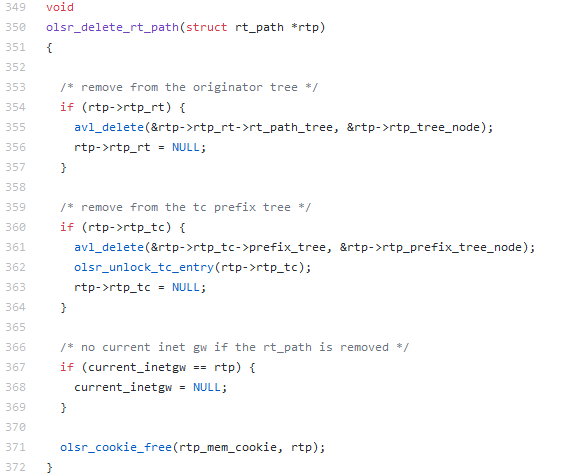 349 void
350 olsr_delete_rt_path(struct rt_path *rtp)
351 {
352
353   /* remove from the originator tree */
354   if (rtp->rtp_rt) {
355     avl_delete(&rtp->rtp_rt->rt_path_tree, &rtp->rtp_tree_node);
356     rtp->rtp_rt = NULL;
357   }
358
359   /* remove from the tc prefix tree */
360   if (rtp->rtp_tc) {
361     avl_delete(&rtp->rtp_tc->prefix_tree, &rtp->rtp_prefix_tree_node);
362     olsr_unlock_tc_entry(rtp->rtp_tc);
363     rtp->rtp_tc = NULL;
364   }
365
366   /* no current inet gw if the rt_path is removed */
367   if (current_inetgw == rtp) {
368     current_inetgw = NULL;
369   }
370
371   olsr_cookie_free(rtp_mem_cookie, rtp);
372 }